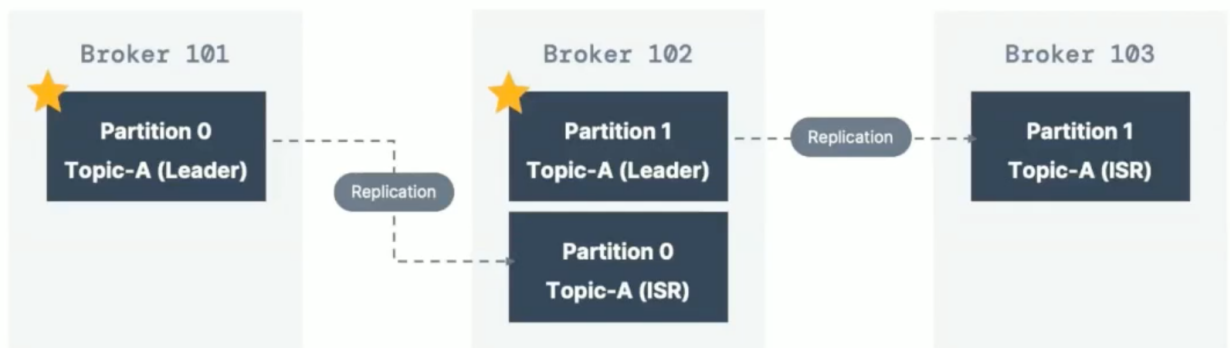 Broker 101
Partition 0
Topic-A (Leader)
Replication
Broker 102
Partition 1
Topic-A (Leader)
Partition 0
Topic-A (ISR)
Replication
Broker 103
Partition 1
Topic-A (ISR)